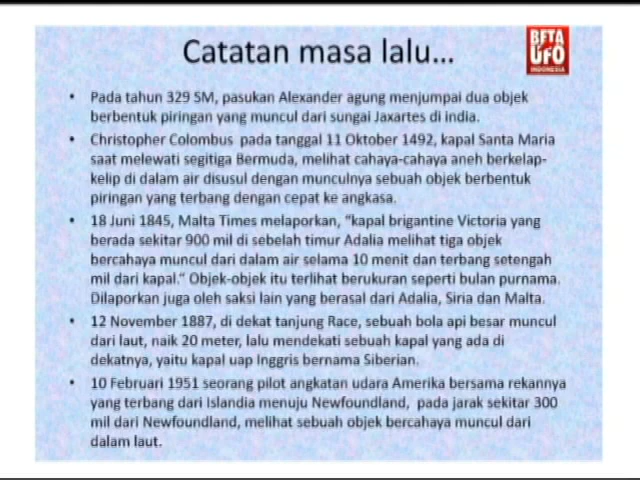 Catatan masa lalu...
BETA
UFO
INDONESIA
• Pada tahun 329 SM, pasukan Alexander agung menjumpai dua objek
berbentuk piringan yang muncul dari sungai Jaxartes di india.
• Christopher Colombus pada tanggal 11 Oktober 1492, kapal Santa Maria
saat melewati segitiga Bermuda, melihat cahaya-cahaya aneh berkelap-
kelip di dalam air disusul dengan munculnya sebuah objek berbentuk
piringan yang terbang dengan cepat ke angkasa.
• 18 Juni 1845, Malta Times melaporkan, "kapal brigantine Victoria yang
berada sekitar 900 mil di sebelah timur Adalia melihat tiga objek
bercahaya muncul dari dalam air selama 10 menit dan terbang setengah
mil dari kapal." Objek-objek itu terlihat berukuran seperti bulan purnama.
Dilaporkan juga oleh saksi lain yang berasal dari Adalia, Siria dan Malta.
• 12 November 1887, di dekat tanjung Race, sebuah bola api besar muncul
dari laut, naik 20 meter, lalu mendekati sebuah kapal yang ada di
dekatnya, yaitu kapal uap Inggris bernama Siberian.
• 10 Februari 1951 seorang pilot angkatan udara Amerika bersama rekannya
yang terbang dari Islandia menuju Newfoundland, pada jarak sekitar 300
mil dari Newfoundland, melihat sebuah objek bercahaya muncul dari
dalam laut.